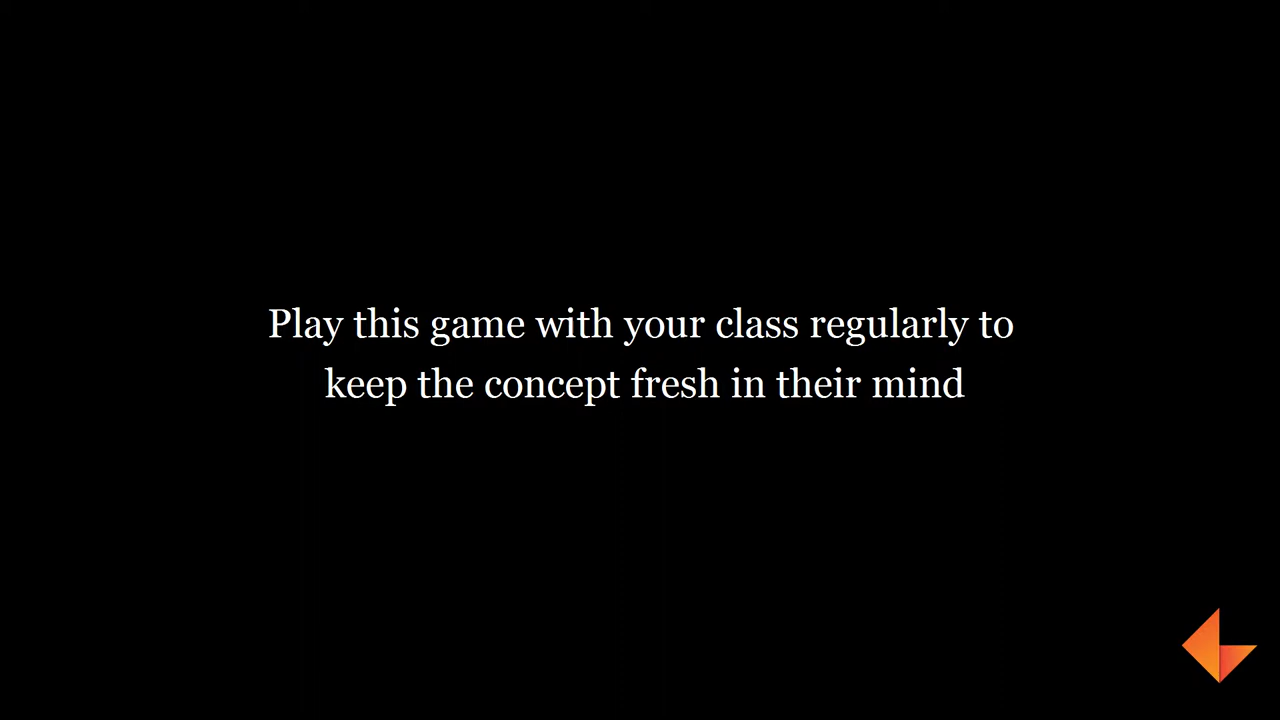 Play this game with your class regularly to
keep the concept fresh in their mind